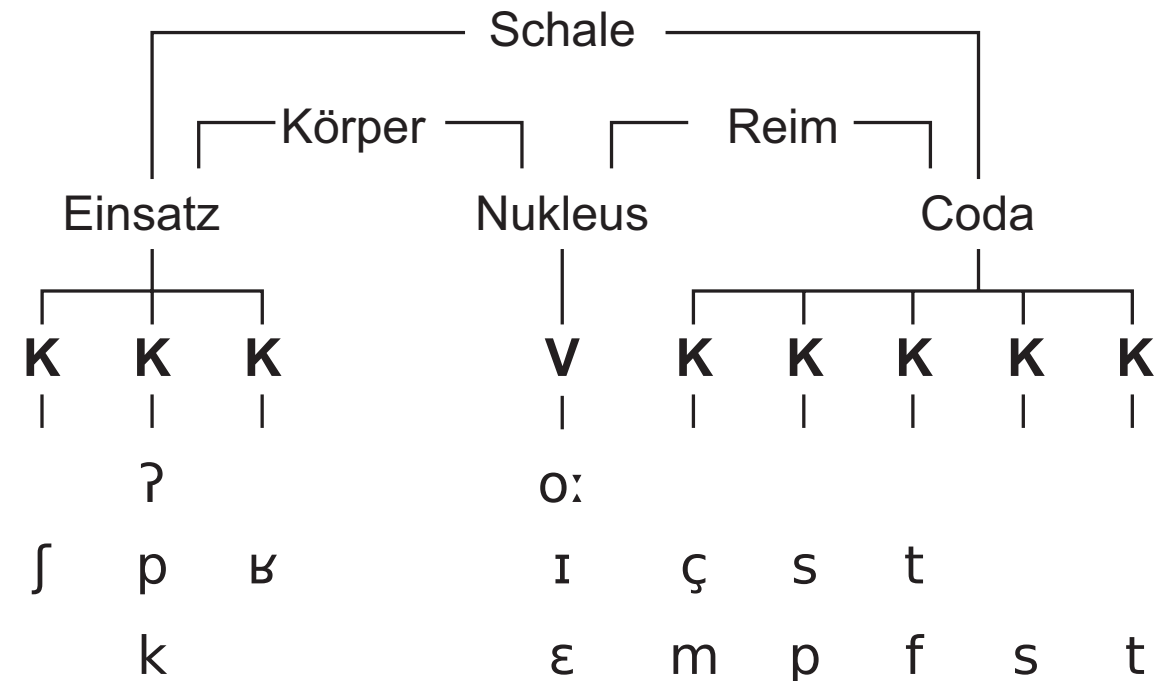 Schale
Körper Reim
Einsatz Nukleus Coda
K K K V K K K K K
ʔ oː
ʃ p ʁ ɪ ç s t
k ɛ m p f s t